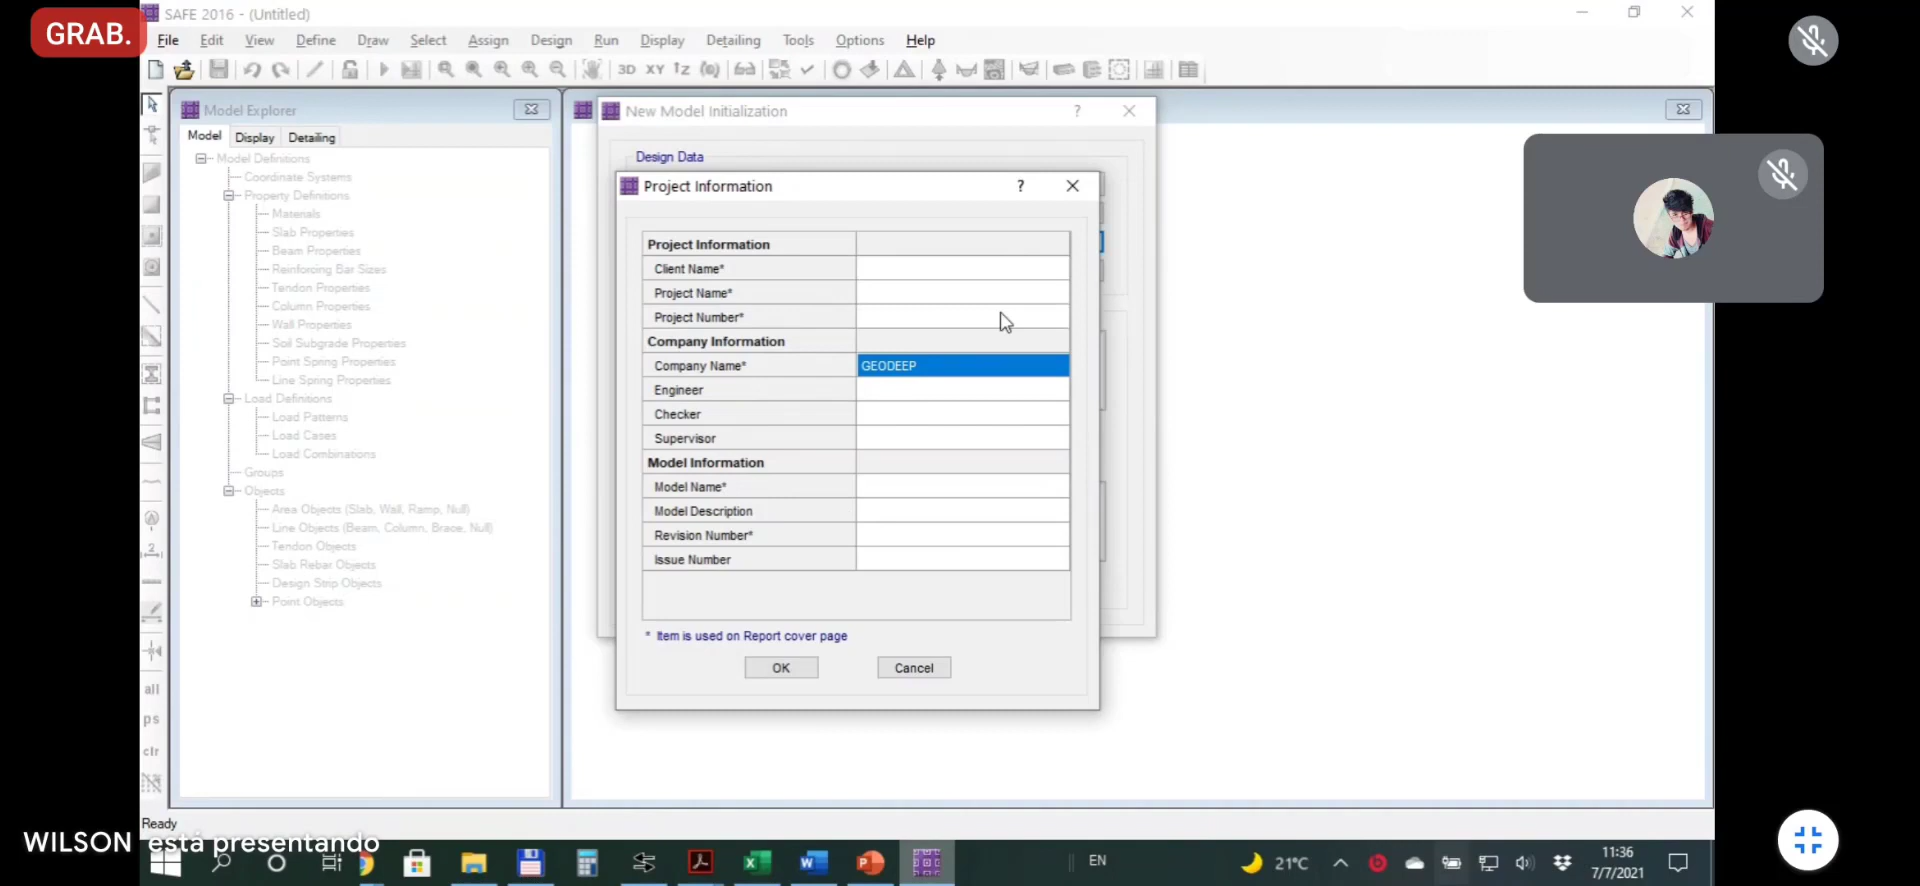 GRAB.
SAFE 2016 - (Untitled)
File Edit View Define Draw Select Assign Design Run Display Detailing Tools Options Help
3D XY
Model Explorer
Model Display Detailing
Model Definitions
Coordinate Systems
Property Definitions
Materials
Slab Properties
Beam Properties
Reinforcing Bar Sizes
Tendon Properties
Column Properties
Wall Properties
Soil Subgrade Properties
Point Spring Properties
Line Spring Properties
Load Definitions
Load Patterns
Load Cases
Load Combinations
Groups
Objects
Area Objects (Slab, Wall, Ramp, Null)
Line Objects (Beam, Column, Brace, Null)
Tendon Objects
Slab Rebar Objects
Design Strip Objects
Point Objects
all
ps
clr
New Model Initialization ?
Design Data
Project Information ?
Project Information
Client Name*
Project Name*
Project Number*
Company Information
Company Name* GEODEEP
Engineer
Checker
Supervisor
Model Information
Model Name*
Model Description
Revision Number*
Issue Number
* Item is used on Report cover page
OK Cancel
Ready
WILSON está presentando
EN
21°C
11:36
7/7/2021